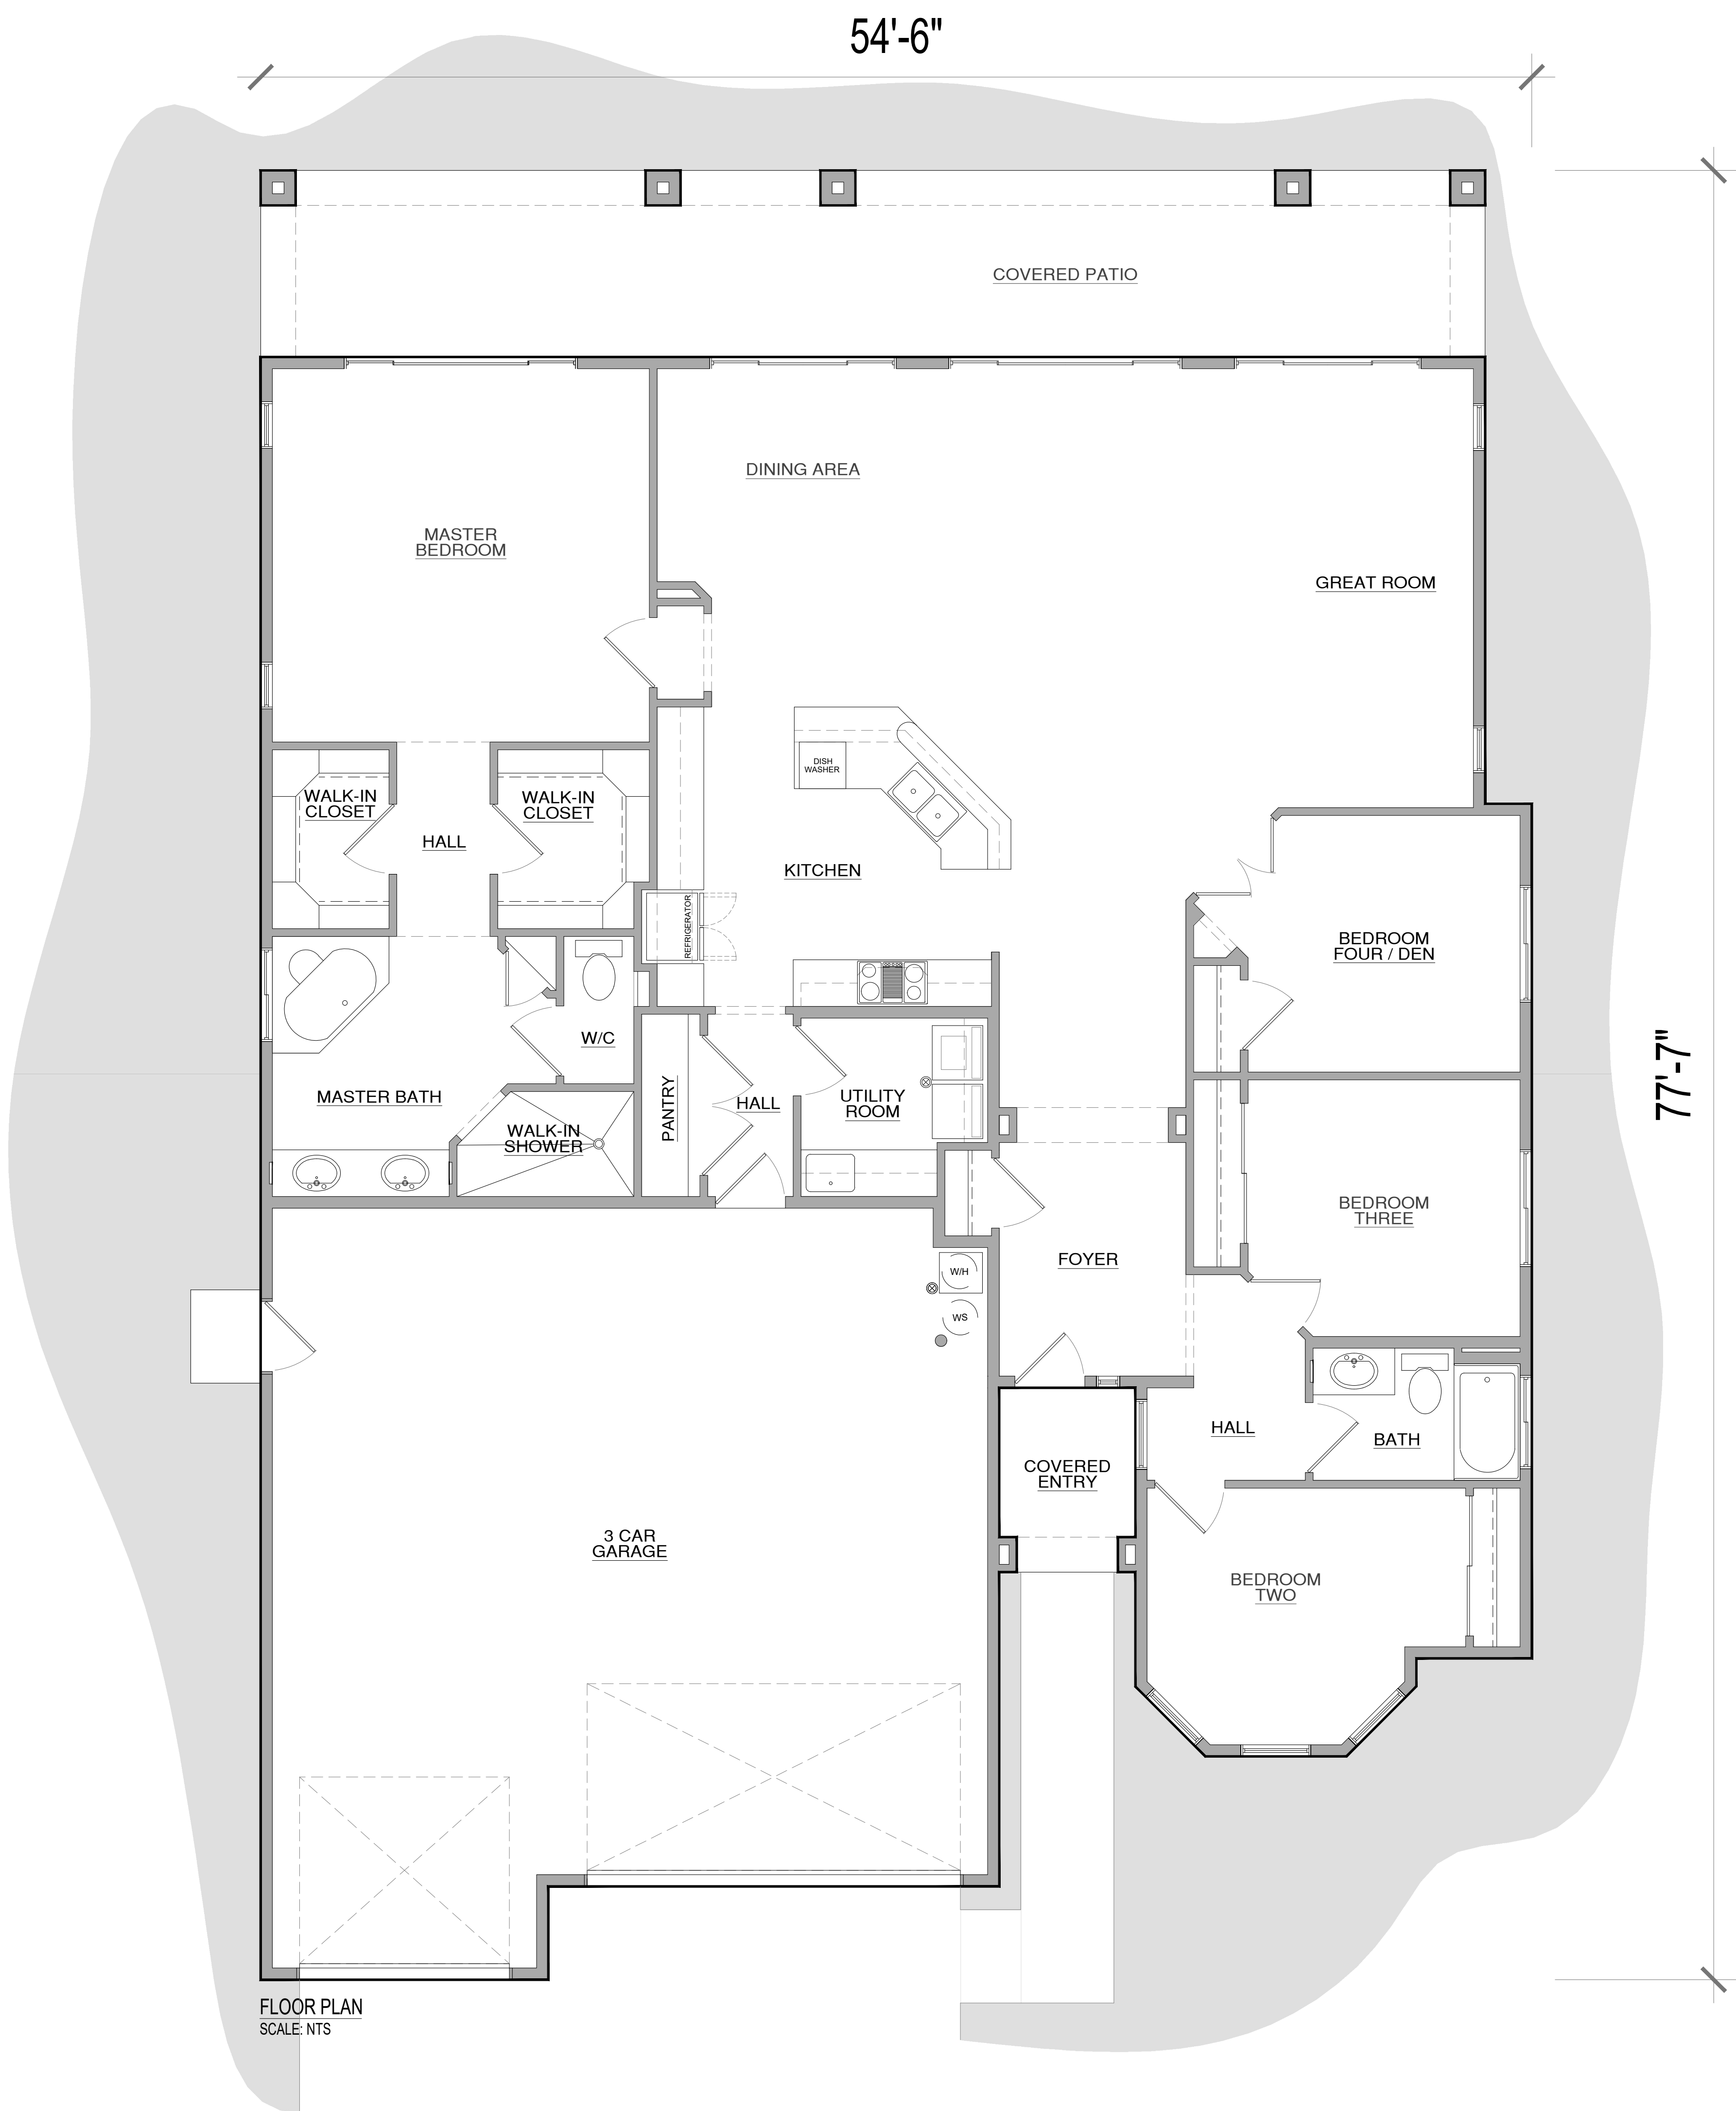 54'-6"
COVERED PATIO
DINING AREA
MASTER
BEDROOM
GREAT ROOM
DISH
WASHER
WALK-IN
CLOSET
WALK-IN
CLOSET
HALL
KITCHEN
REFRIGERATOR
BEDROOM
FOUR / DEN
W/C
77'-7"
MASTER BATH
PANTRY
HALL
UTILITY
ROOM
WALK-IN
SHOWER
BEDROOM
THREE
FOYER
W/H
WS
HALL
BATH
COVERED
ENTRY
3 CAR
GARAGE
BEDROOM
TWO
FLOOR PLAN
SCALE: NTS